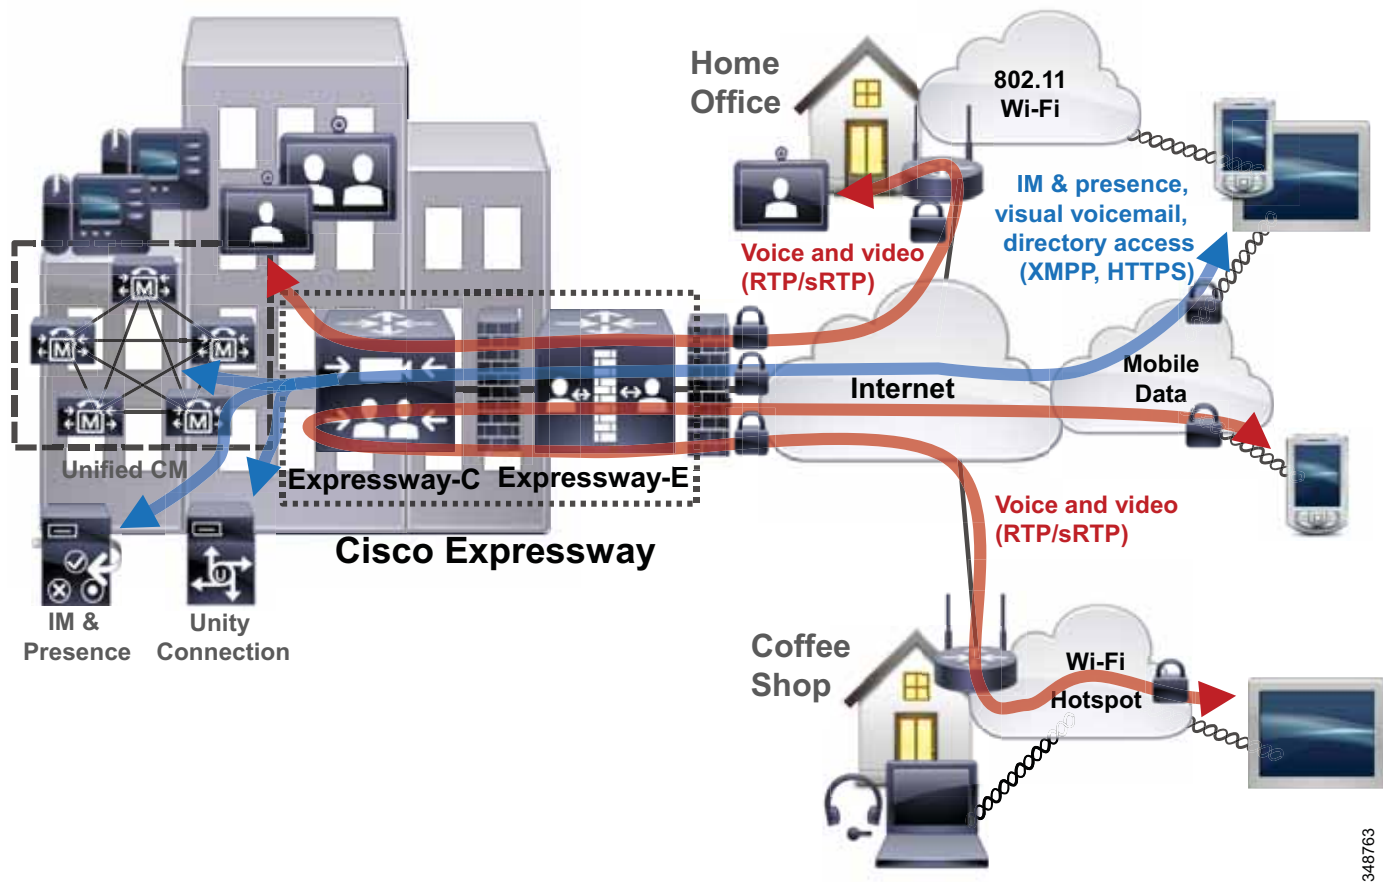 Home
Office
802.11
Wi-Fi
IM & presence,
visual voicemail,
directory access
(XMPP, HTTPS)
Voice and video
(RTP/sRTP)
M
M
M
M
M
Unified CM
Internet
Mobile
Data
Expressway-C
Expressway-E
Cisco Expressway
Voice and video
(RTP/sRTP)
U
IM &
Presence
Unity
Connection
Coffee
Shop
Wi-Fi
Hotspot
348763